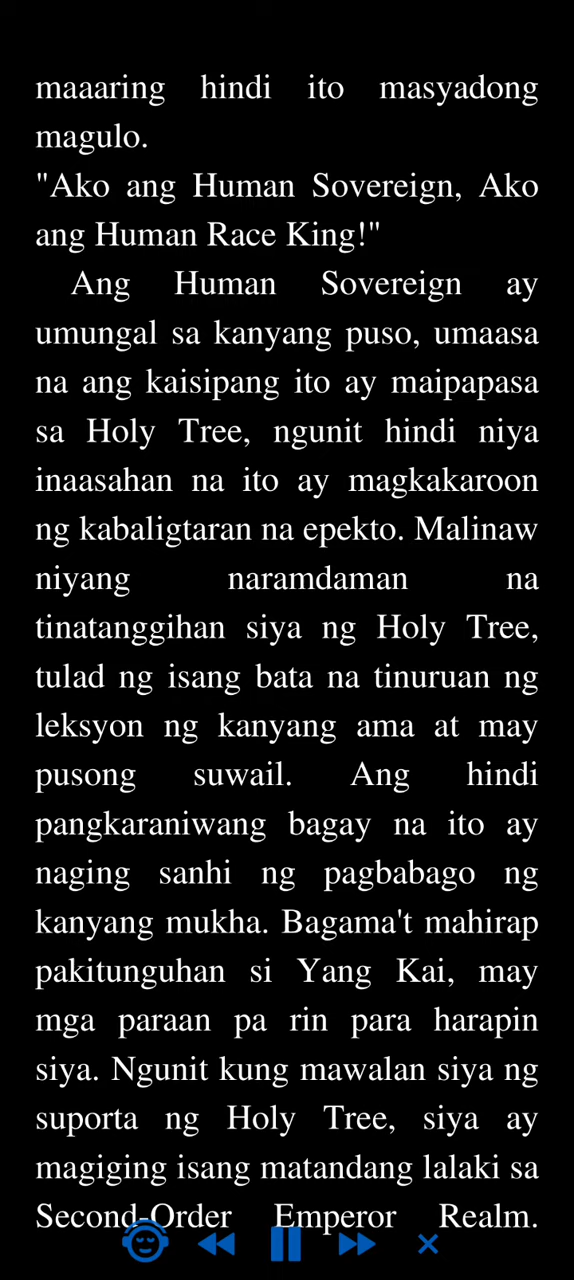 maaaring hindi ito masyadong
magulo.
"Ako ang Human Sovereign, Ako
ang Human Race King!"
Ang Human Sovereign ay
umungal sa kanyang puso, umaasa
na ang kaisipang ito ay maipapasa
sa Holy Tree, ngunit hindi niya
inaasahan na ito ay magkakaroon
ng kabaligtaran na epekto. Malinaw
niyang naramdaman na
tinatanggihan siya ng Holy Tree,
tulad ng isang bata na tinuruan ng
leksyon ng kanyang ama at may
pusong suwail. Ang hindi
pangkaraniwang bagay na ito ay
naging sanhi ng pagbabago ng
kanyang mukha. Bagama't mahirap
pakitunguhan si Yang Kai, may
mga paraan pa rin para harapin
siya. Ngunit kung mawalan siya ng
suporta ng Holy Tree, siya ay
magiging isang matandang lalaki sa
Second-Order Emperor Realm.